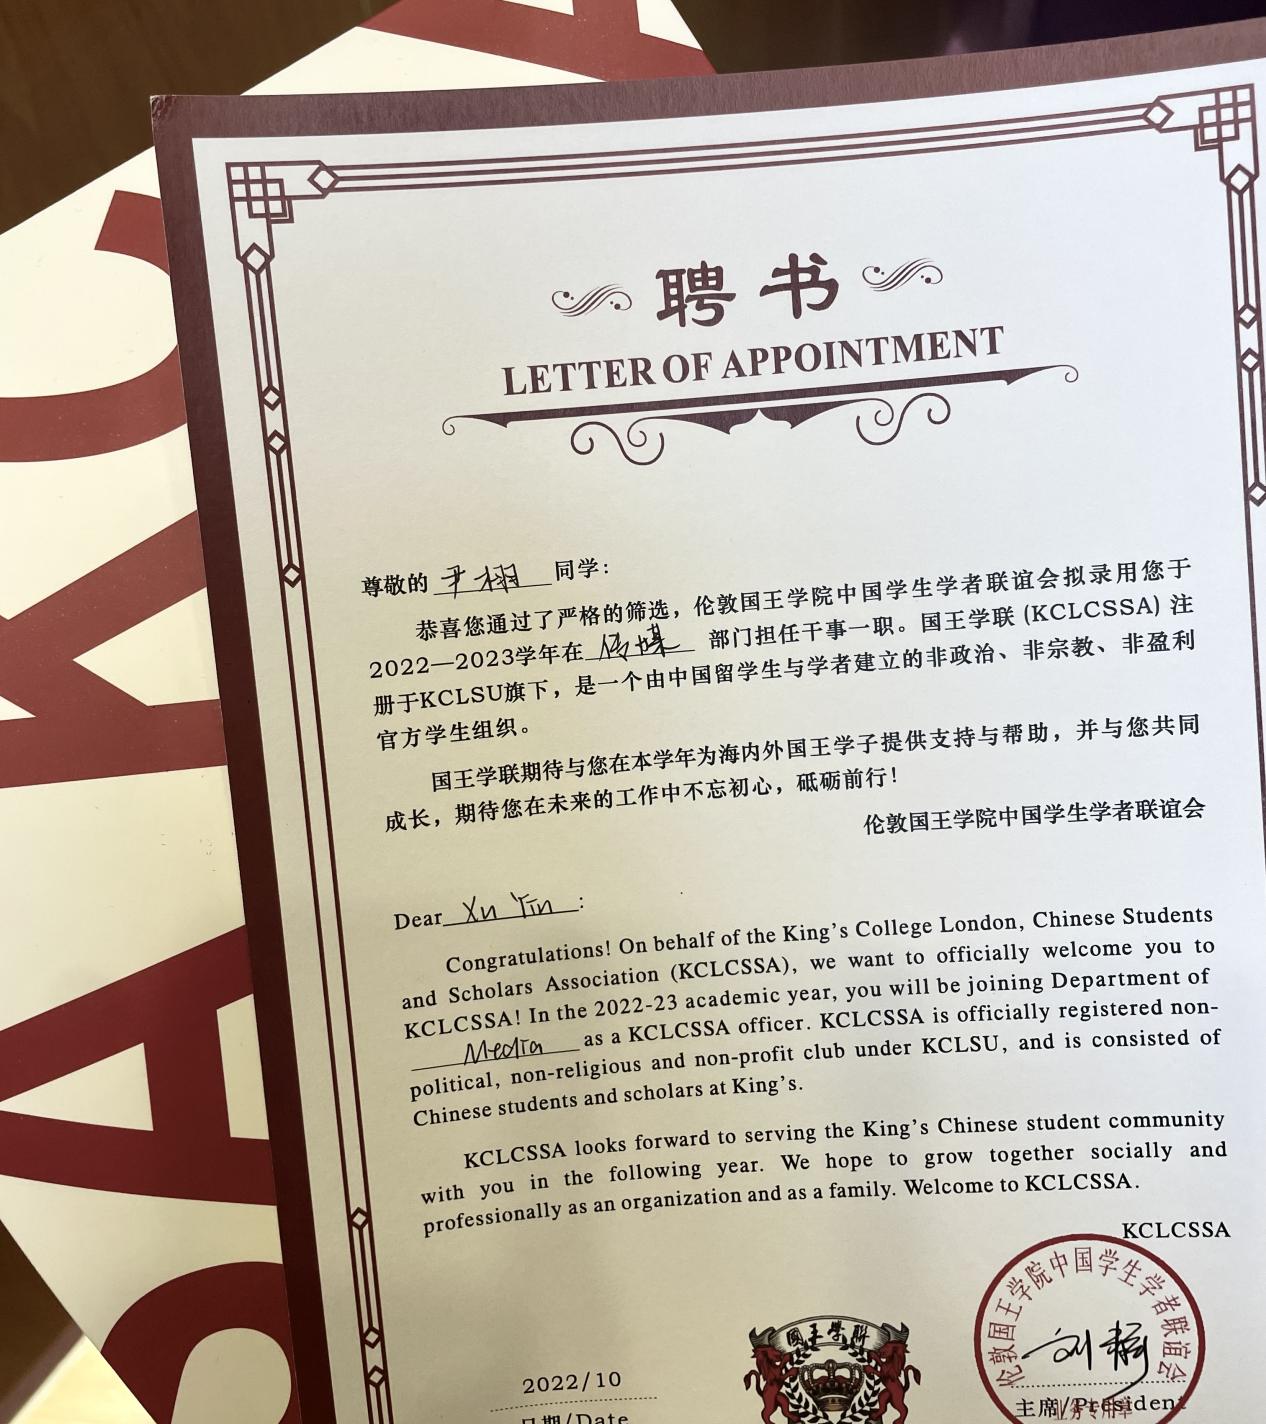 聘书
LETTER OF APPOINTMENT
尊敬的 尹栩 同学：
恭喜您通过了严格的筛选，伦敦国王学院中国学生学者联谊会拟录用您于
2022—2023学年在 传媒 部门担任干事一职。国王学联 (KCLCSSA) 注
册于KCLSU旗下，是一个由中国留学生与学者建立的非政治、非宗教、非盈利
官方学生组织。
国王学联期待与您在本学年为海内外国王学子提供支持与帮助，并与您共同
成长，期待您在未来的工作中不忘初心，砥砺前行！
伦敦国王学院中国学生学者联谊会
Dear Xu Yin :
Congratulations! On behalf of the King's College London, Chinese Students
and Scholars Association (KCLCSSA), we want to officially welcome you to
KCLCSSA! In the 2022-23 academic year, you will be joining Department of
Media as a KCLCSSA officer. KCLCSSA is officially registered non-
political, non-religious and non-profit club under KCLSU, and is consisted of
Chinese students and scholars at King's.
KCLCSSA looks forward to serving the King's Chinese student community
with you in the following year. We hope to grow together socially and
professionally as an organization and as a family. Welcome to KCLCSSA.
KCLCSSA
伦敦国王学院中国学生学者联谊会
国王学联
2022/10
日期/Date
主席/President
业务专用章